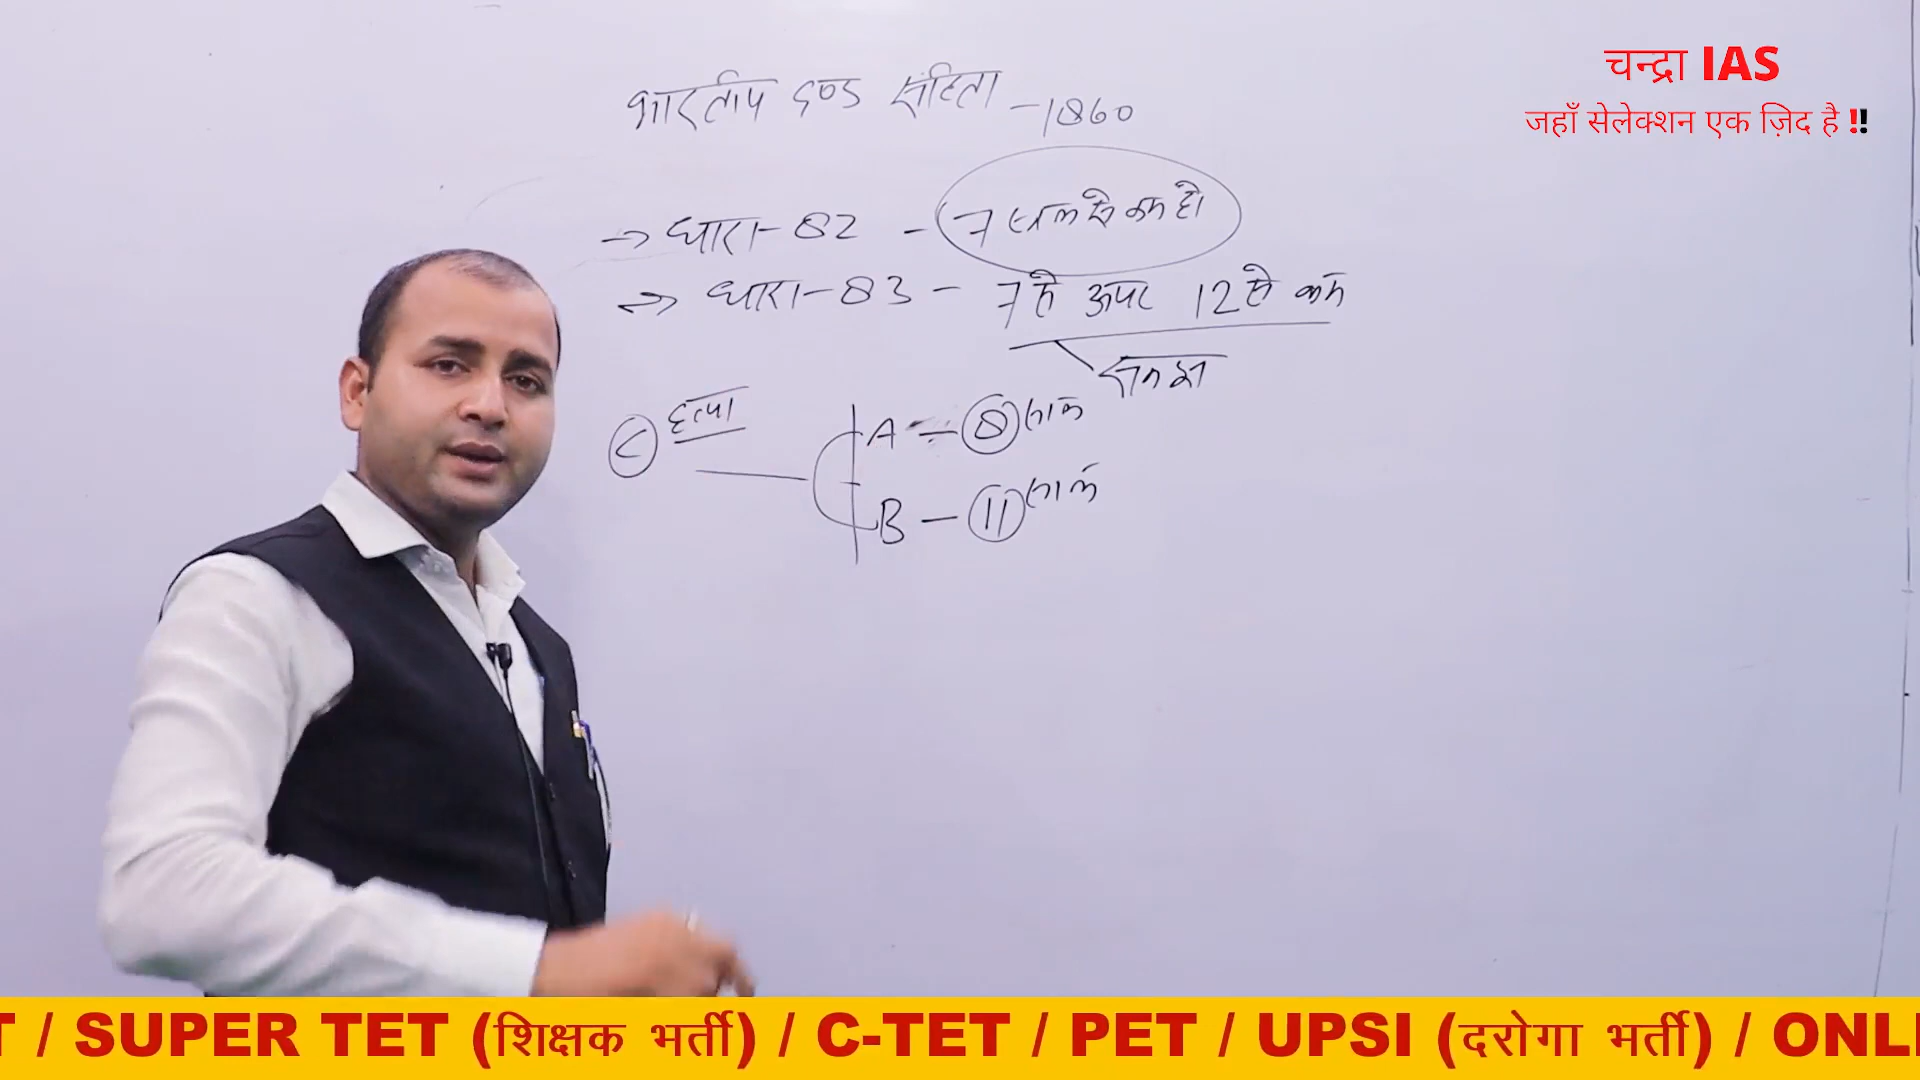 चन्द्रा IAS
जहाँ सेलेक्शन एक ज़िद है !!
भारतीय दण्ड संहिता - 1860
→ धारा - 82 - 7 साल से कम हो
→ धारा - 83 - 7 से ऊपर 12 से कम
समझ
C हत्या
A - 8 साल
B - 11 साल
T / SUPER TET (शिक्षक भर्ती) / C-TET / PET / UPSI (दरोगा भर्ती) / ONLI